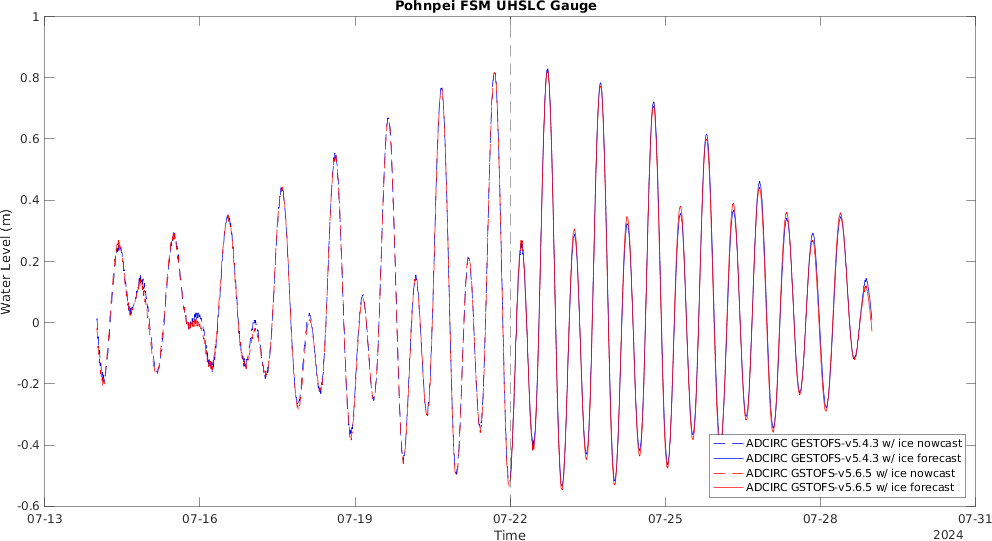 Pohnpei FSM UHSLC Gauge
1
0.8
0.6
0.4
0.2
0
-0.2
-0.4
-0.6
Water Level (m)
ADCIRC GESTOFS-v5.4.3 w/ ice nowcast
ADCIRC GESTOFS-v5.4.3 w/ ice forecast
ADCIRC GSTOFS-v5.6.5 w/ ice nowcast
ADCIRC GSTOFS-v5.6.5 w/ ice forecast
07-13 07-16 07-19 07-22 07-25 07-28 07-31
Time
2024